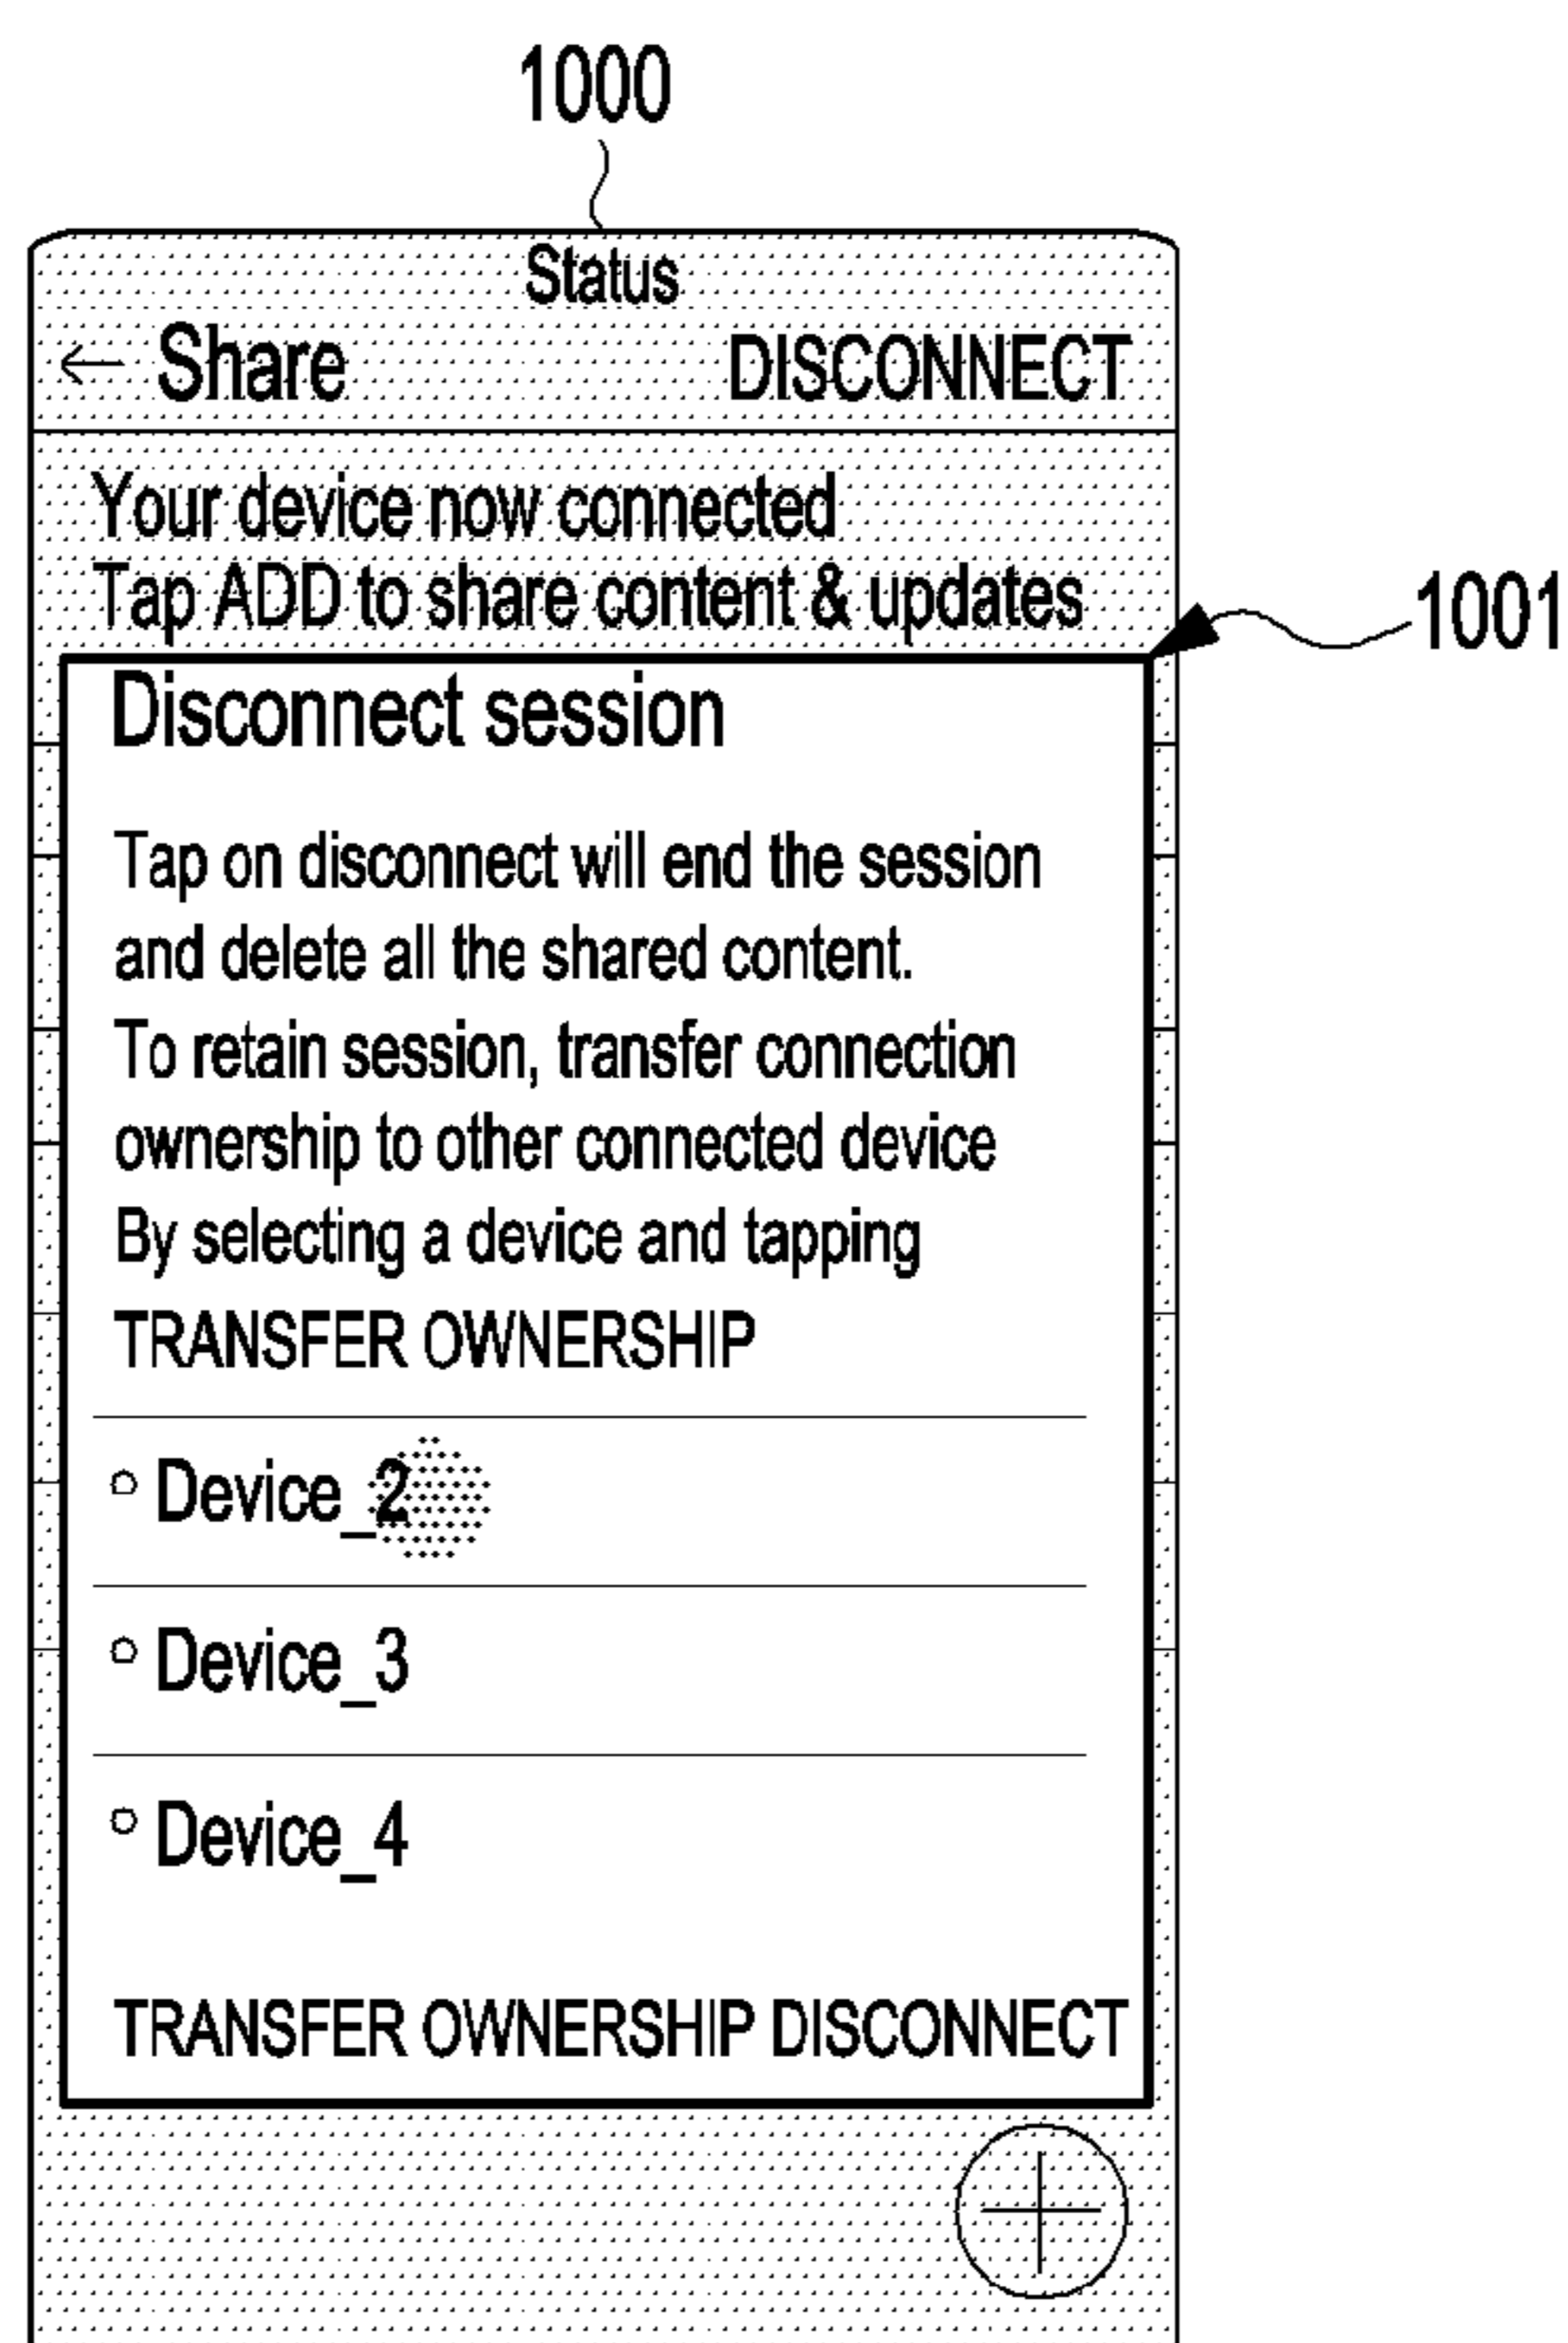 1000
Status
← Share DISCONNECT
Your device now connected
Tap ADD to share content & updates
1001
Disconnect session
Tap on disconnect will end the session
and delete all the shared content.
To retain session, transfer connection
ownership to other connected device
By selecting a device and tapping
TRANSFER OWNERSHIP
Device_2
Device_3
Device_4
TRANSFER OWNERSHIP DISCONNECT